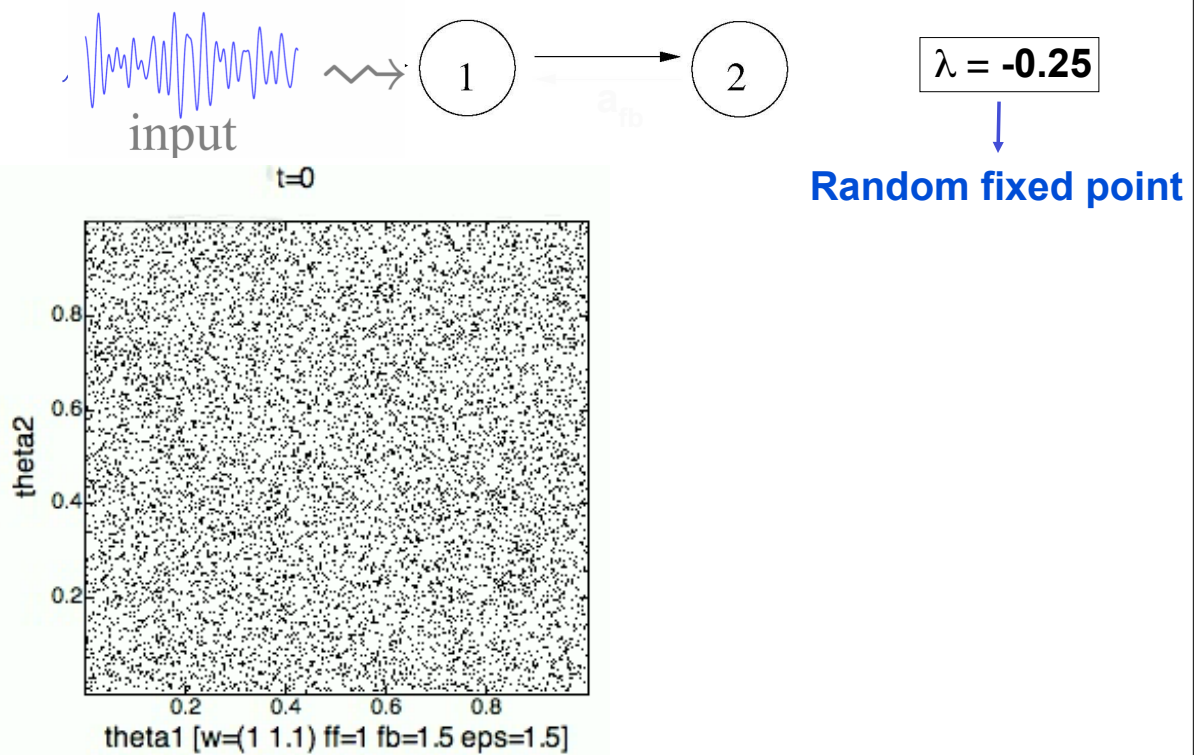 input
1
2
a fb
λ = -0.25
Random fixed point
t=0
theta2
0.8
0.6
0.4
0.2
0.2 0.4 0.6 0.8
theta1 [w=(1 1.1) ff=1 fb=1.5 eps=1.5]